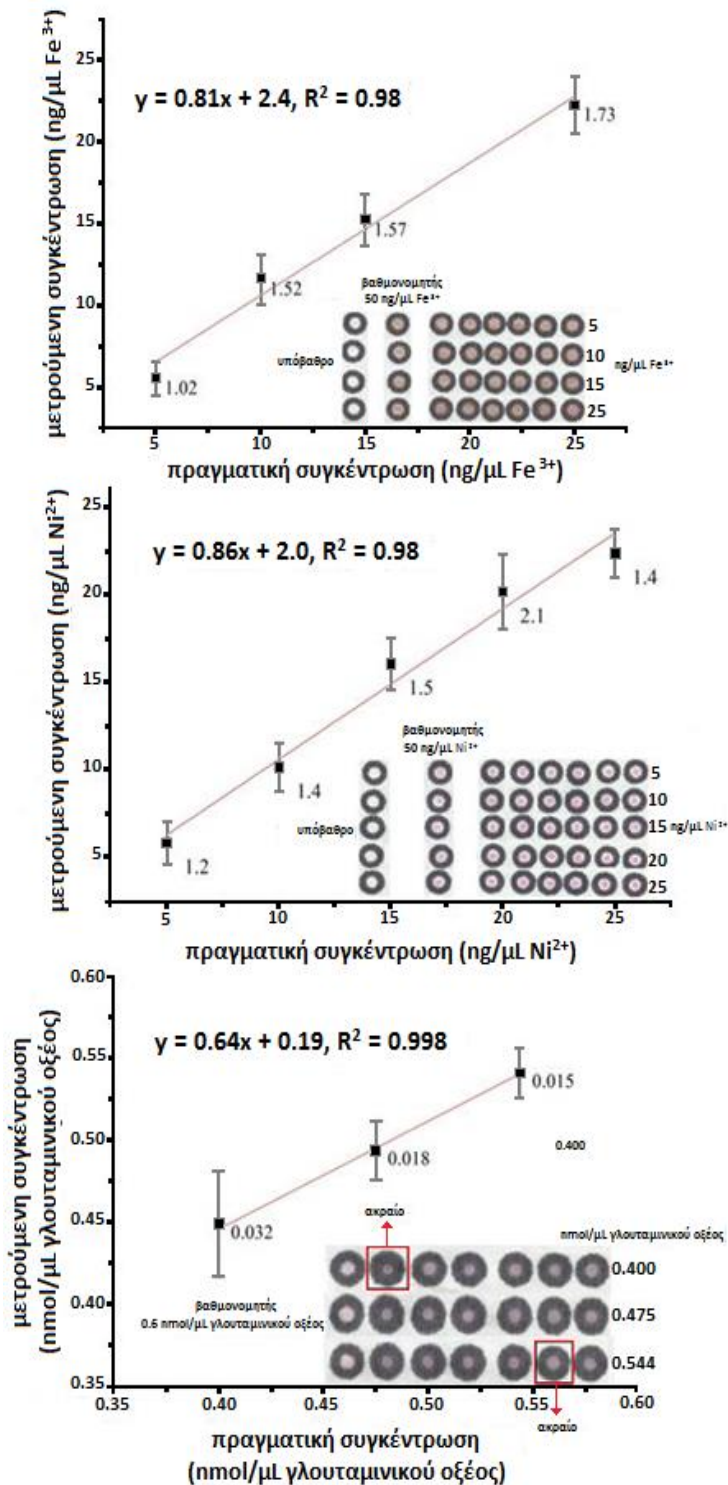 μετρούμενη συγκέντρωση (ng/μL Fe³⁺)
y = 0.81x + 2.4, R² = 0.98
20
15
10
5
1.73
1.57
1.52
1.02
βαθμονομητής
50 ng/μL Fe³⁺
υπόβαθρο
5
10
15
25
ng/μL Fe³⁺
5 10 15 20 25
πραγματική συγκέντρωση (ng/μL Fe³⁺)
μετρούμενη συγκέντρωση (ng/μL Ni²⁺)
25
20
15
10
5
y = 0.86x + 2.0, R² = 0.98
1.4
2.1
1.5
1.4
1.2
βαθμονομητής
50 ng/μL Ni²⁺
υπόβαθρο
5
10
15 ng/μL Ni²⁺
20
25
5 10 15 20 25
πραγματική συγκέντρωση (ng/μL Ni²⁺)
μετρούμενη συγκέντρωση
(nmol/μL γλουταμινικού οξέος)
0.60
0.55
0.50
0.45
0.40
0.35
y = 0.64x + 0.19, R² = 0.998
0.015
0.018
0.032
0.400
ακραίο
nmol/μL γλουταμινικού οξέος
βαθμονομητής
0.6 nmol/μL γλουταμινικού οξέος
0.400
0.475
0.544
ακραίο
0.35 0.40 0.45 0.50 0.55 0.60
πραγματική συγκέντρωση
(nmol/μL γλουταμινικού οξέος)